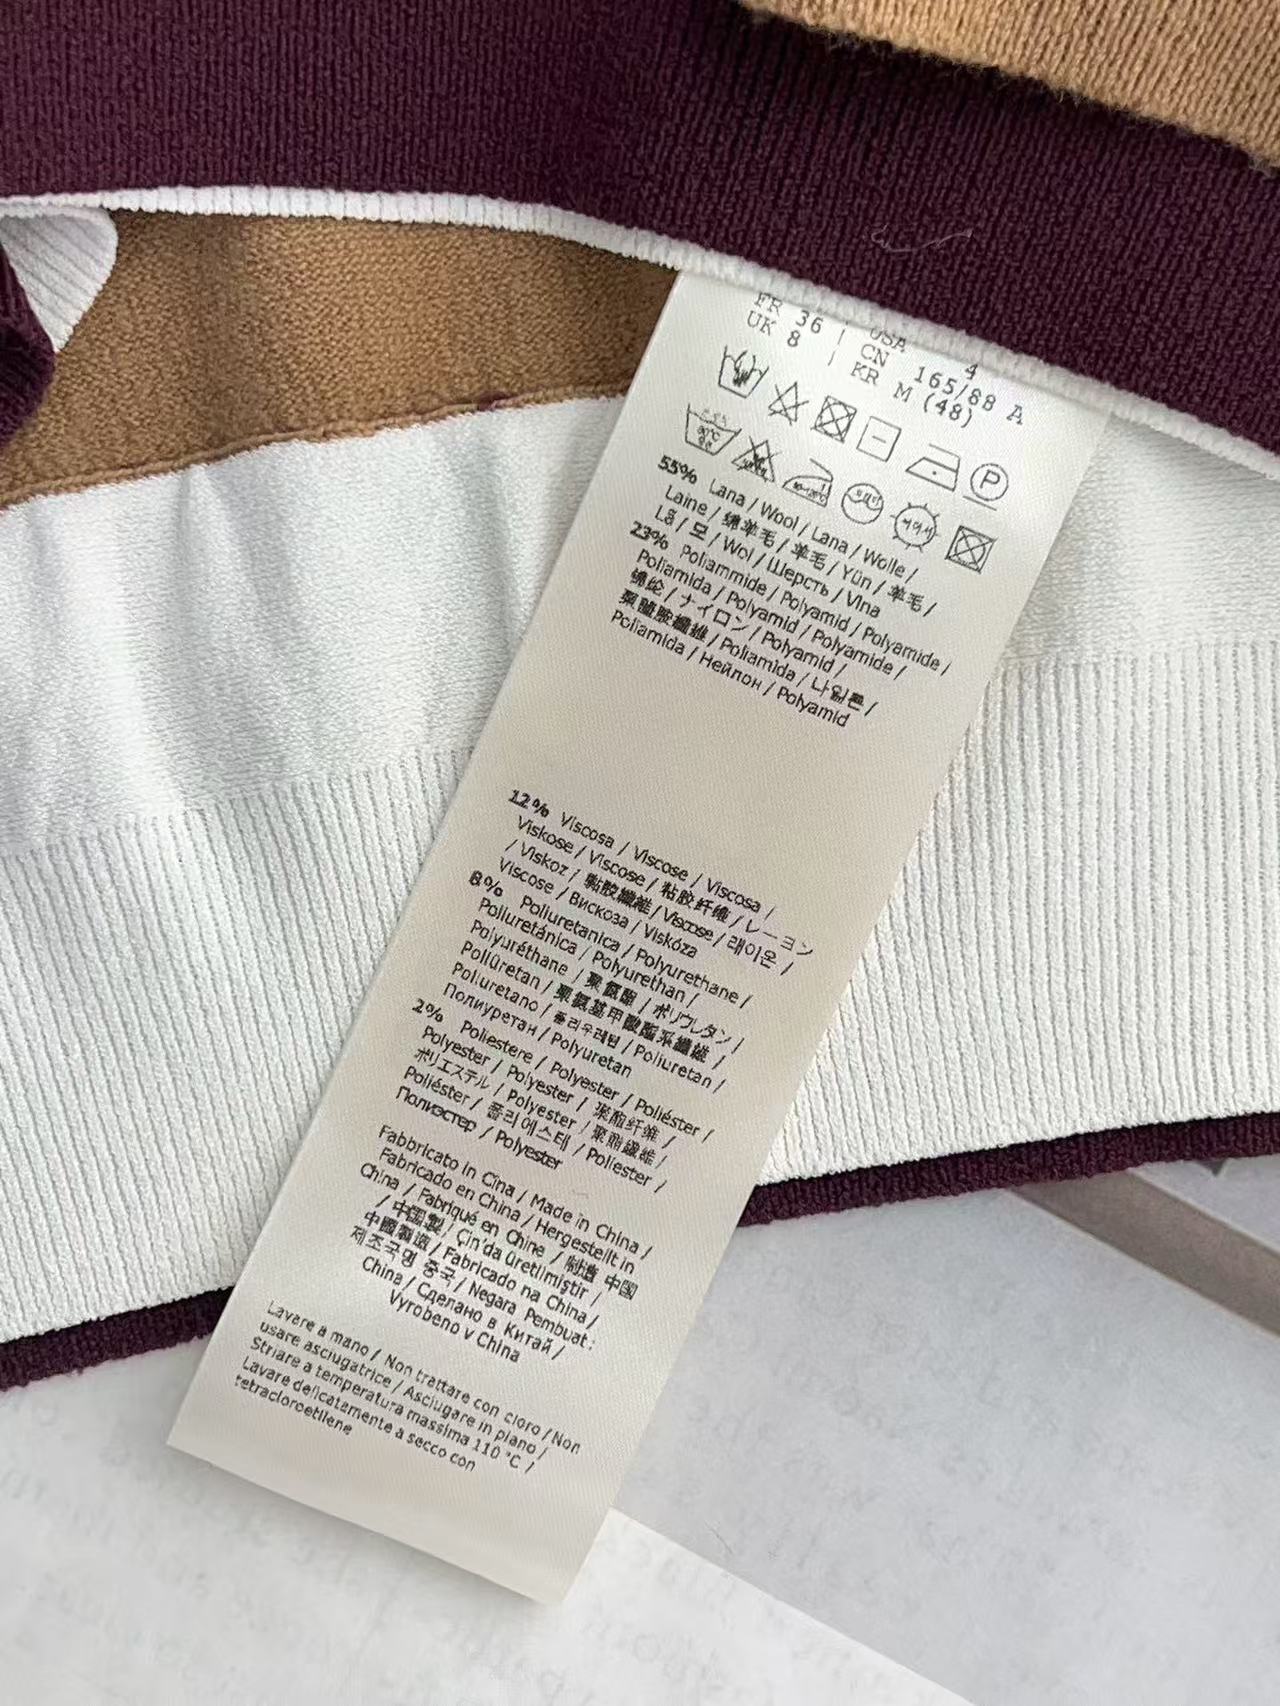 FR 36 | USA 4
UK 8 | CN 165/88 A
KR M (48)
P
55% Lana / Wool / Lana / Wolle /
Laine / 绵羊毛 / 羊毛 / Yün / 羊毛 /
Lã / 모 / Wol / Шерсть / Vlna
23% Poliammide / Polyamid / Polyamide /
Poliamida / Polyamid / Polyamide /
锦纶 / ナイロン / Polyamid /
聚醯胺纖維 / Poliamida / 나일론 /
Poliamida / Нейлон / Polyamid
12% Viscosa / Viscose / Viscosa /
Viskose / Viscose / 粘胶纤维 / レーヨン
/ Viskoz / 黏胶纖維 / Viscose / 레이온 /
Viscose / Вискоза / Viskóza
8% Poliuretanica / Polyurethane /
Poliuretánica / Polyurethan /
Polyuréthane / 聚氨酯 / ポリウレタン /
Poliüretan / 聚氨基甲酸酯系纖維 /
Poliuretano / 폴리우레탄 / Poliuretan /
Полиуретан / Polyuretan
2% Poliestere / Polyester / Poliéster /
Polyester / Polyester / 聚酯纤维 /
ポリエステル / Polyester / 聚酯纖維 /
Poliéster / 폴리에스테 / Poliester /
Полиэстер / Polyester
Fabbricato in Cina / Made in China /
Fabricado en China / Hergestellt in
China / Fabriqué en Chine / 制造 中国
/ 中国製 / Çin'da üretilmiştir /
中國製造 / Fabricado na China /
제조국명 중국 / Negara Pembuat:
China / Сделано в Китай /
Vyrobeno v China
Lavare a mano / Non trattare con cloro / Non
usare asciugatrice / Asciugare in piano /
Stirare a temperatura massima 110 °C /
Lavare delicatamente a secco con
tetracloroetilene